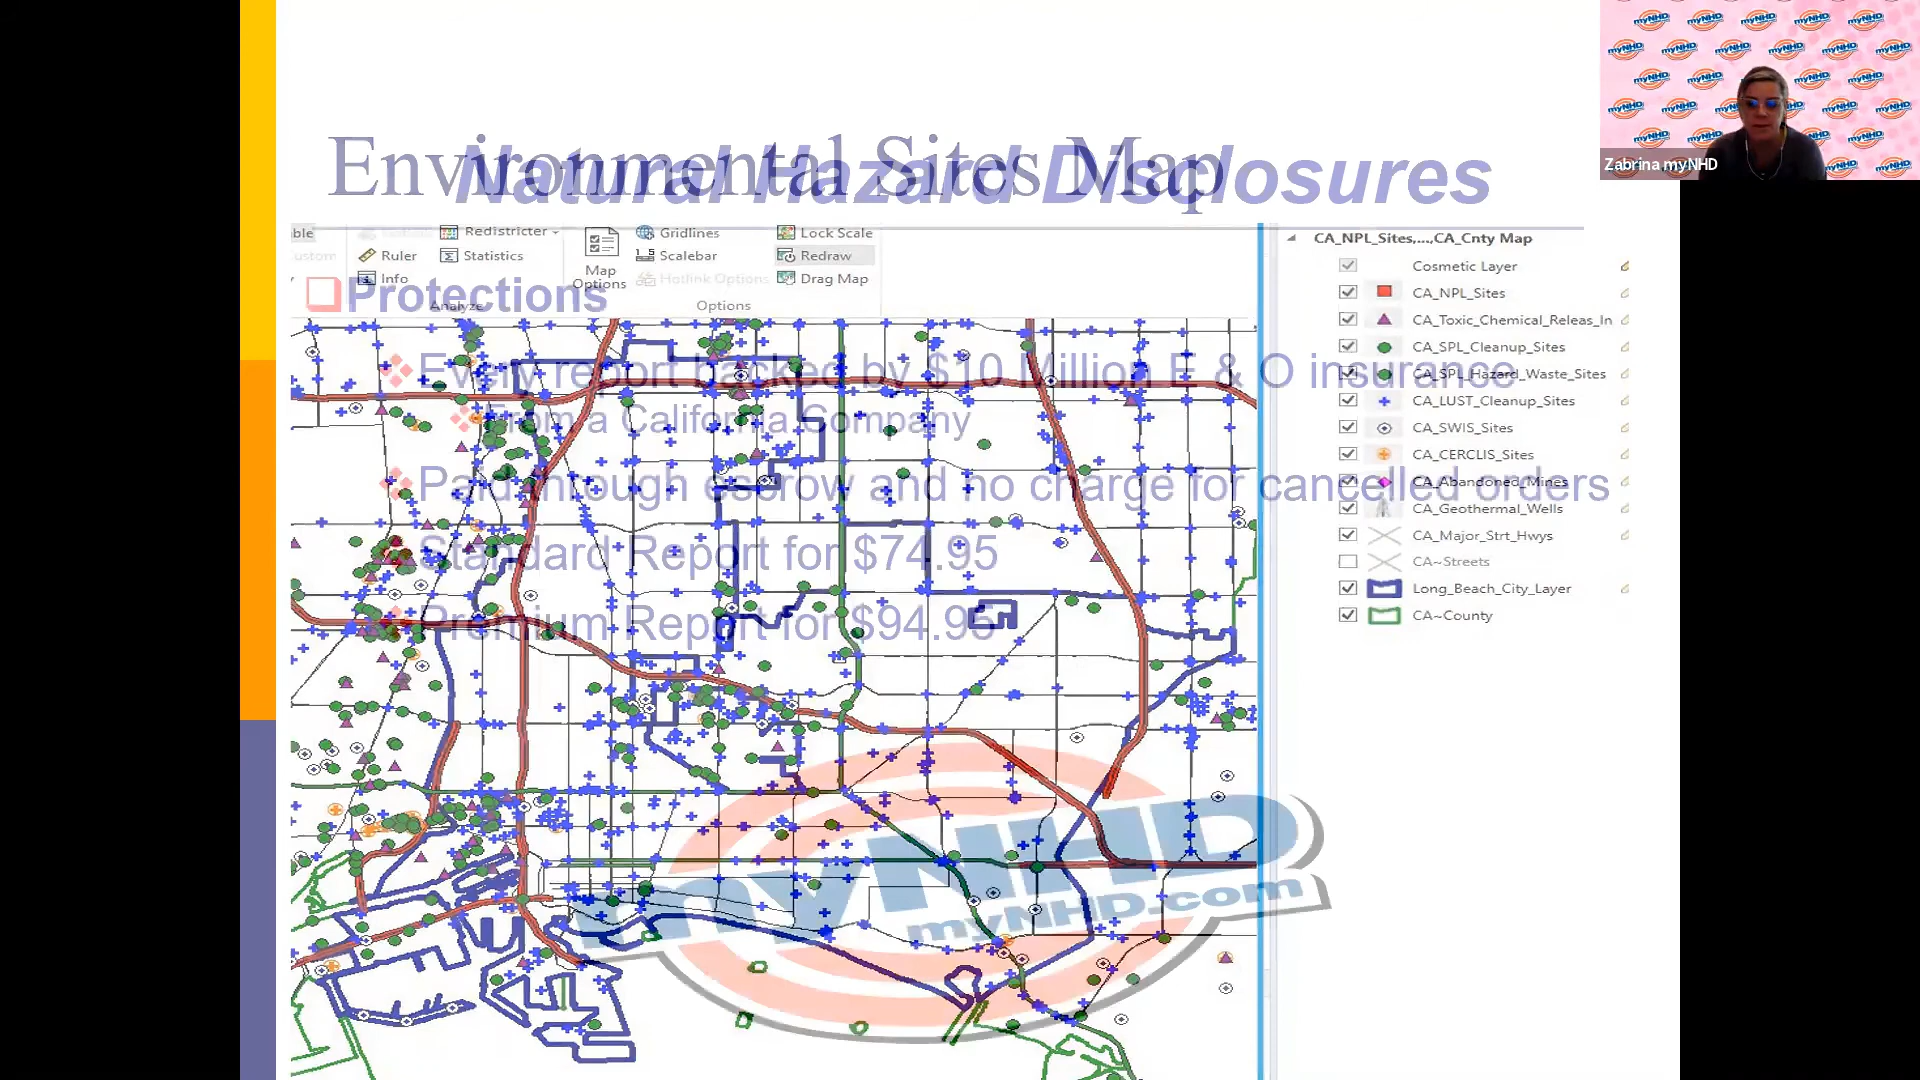 Zabrina myNHD
Environmental Sites Map
Natural Hazard Disclosures
ble
Redistricter
Gridlines
Lock Scale
Ruler
Statistics
Map Options
Scalebar
Redraw
Info
Hotlink Options
Drag Map
Analyze
Options
Protections
Every report backed by $10 Million E & O insurance
From a California Company
Paid through escrow and no charge for cancelled orders
Standard Report for $74.95
Premium Report for $94.95
CA_NPL_Sites,...,CA_Cnty Map
Cosmetic Layer
CA_NPL_Sites
CA_Toxic_Chemical_Releas_In
CA_SPL_Cleanup_Sites
CA_SPL_Hazard_Waste_Sites
CA_LUST_Cleanup_Sites
CA_SWIS_Sites
CA_CERCLIS_Sites
CA_Abandoned_Mines
CA_Geothermal_Wells
CA_Major_Strt_Hwys
CA~Streets
Long_Beach_City_Layer
CA~County
myNHD
myNHD.com